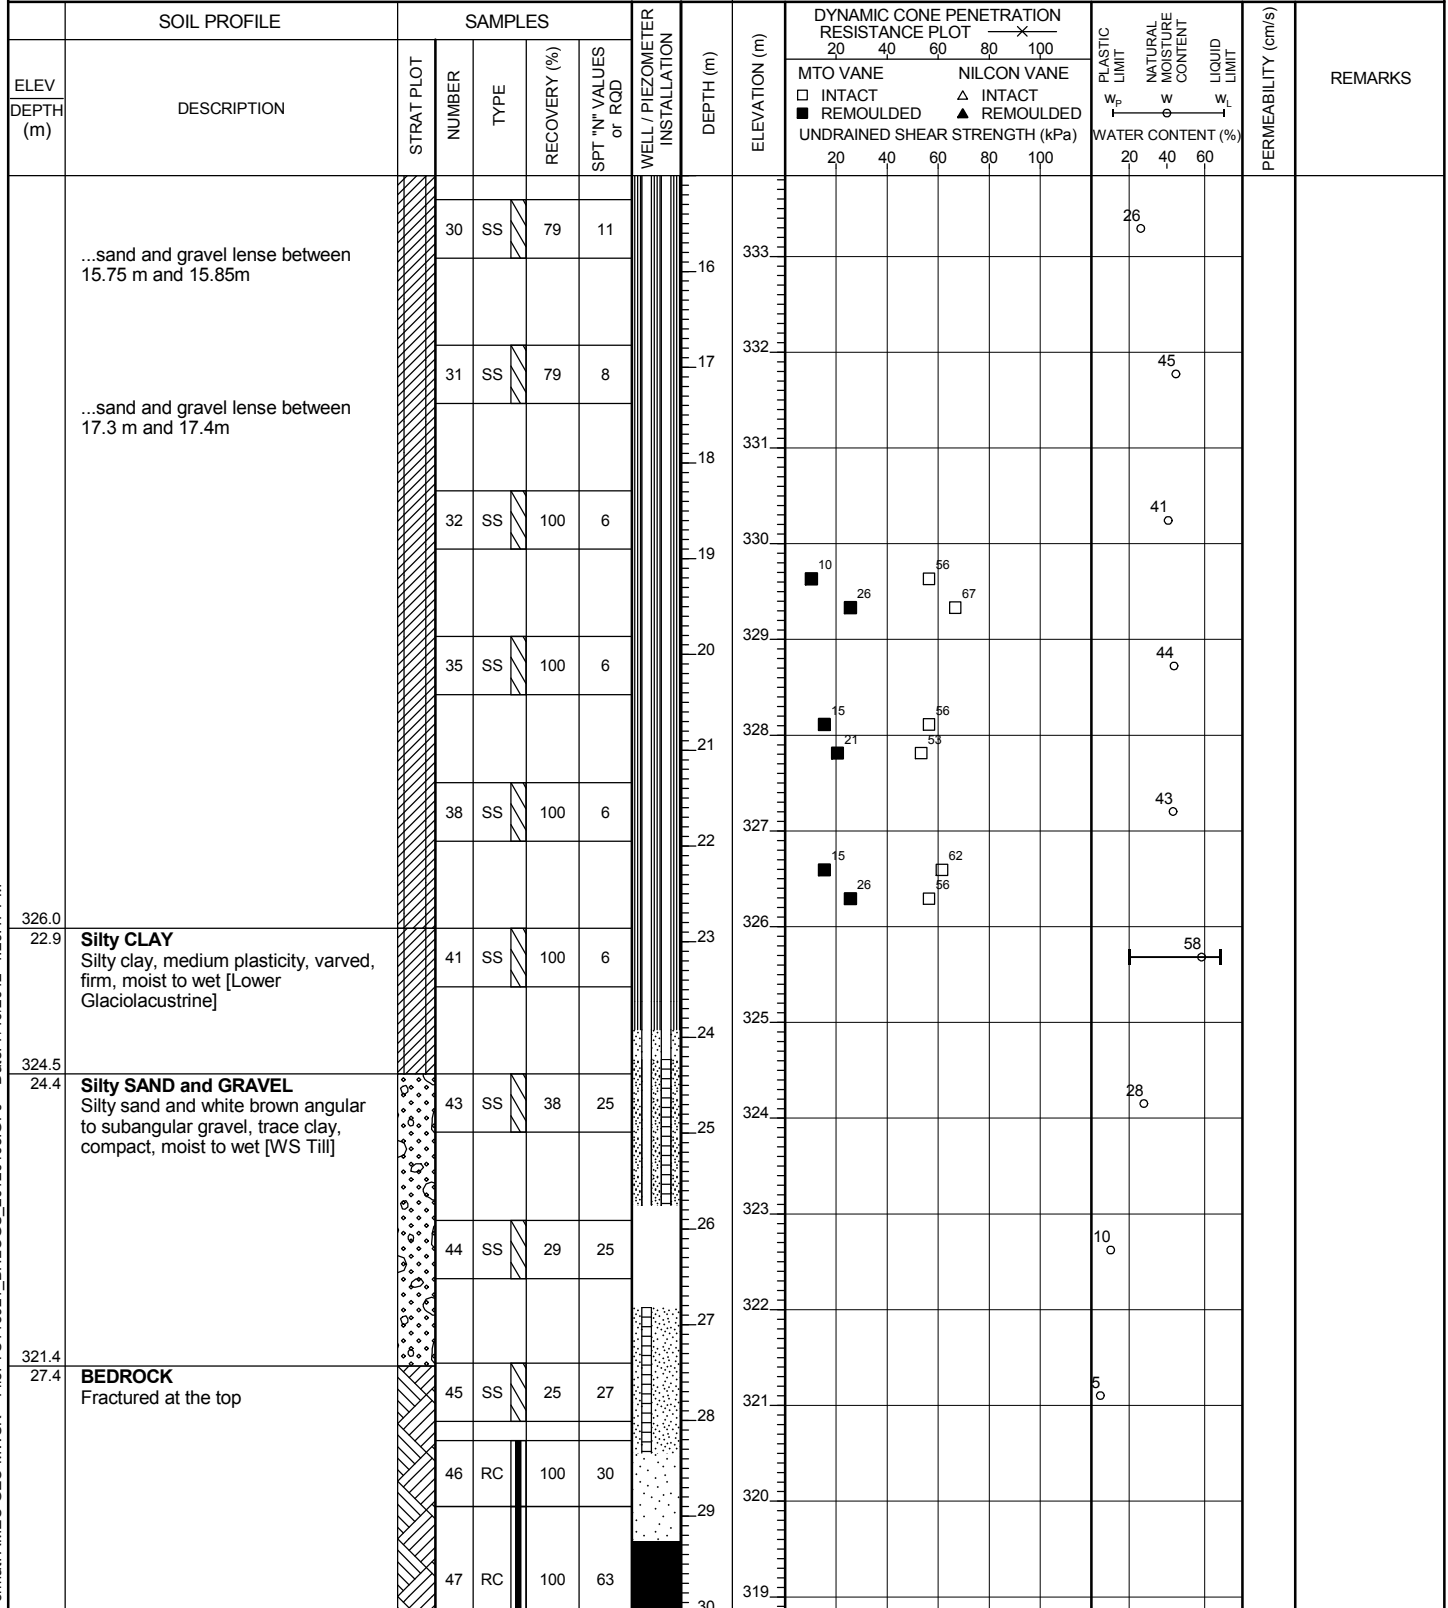 SOIL PROFILE
SAMPLES
ELEV
DEPTH
(m)
DESCRIPTION
STRAT PLOT
NUMBER
TYPE
RECOVERY (%)
SPT "N" VALUES
or RQD
WELL / PIEZOMETER
INSTALLATION
DEPTH (m)
ELEVATION (m)
DYNAMIC CONE PENETRATION
RESISTANCE PLOT
20 40 60 80 100
MTO VANE NILCON VANE
INTACT INTACT
REMOULDED REMOULDED
UNDRAINED SHEAR STRENGTH (kPa)
20 40 60 80 100
PLASTIC
LIMIT
NATURAL
MOISTURE
CONTENT
LIQUID
LIMIT
WP W WL
WATER CONTENT (%)
20 40 60
PERMEABILITY (cm/s)
REMARKS
30 SS 79 11
26
333
...sand and gravel lense between
15.75 m and 15.85m
16
332
31 SS 79 8
17
45
...sand and gravel lense between
17.3 m and 17.4m
331
18
32 SS 100 6
41
330
19
10 56
26 67
329
35 SS 100 6
20
44
15 56
328
21 53
21
38 SS 100 6
43
327
22
15 62
26 56
326.0
326
22.9
Silty CLAY
Silty clay, medium plasticity, varved,
firm, moist to wet [Lower
Glaciolacustrine]
41 SS 100 6
23
58
325
24
324.5
24.4
Silty SAND and GRAVEL
Silty sand and white brown angular
to subangular gravel, trace clay,
compact, moist to wet [WS Till]
43 SS 38 25
28
324
25
323
26
44 SS 29 25
10
322
27
321.4
27.4
BEDROCK
Fractured at the top
45 SS 25 27
5
321
28
46 RC 100 30
320
29
47 RC 100 63
319
30